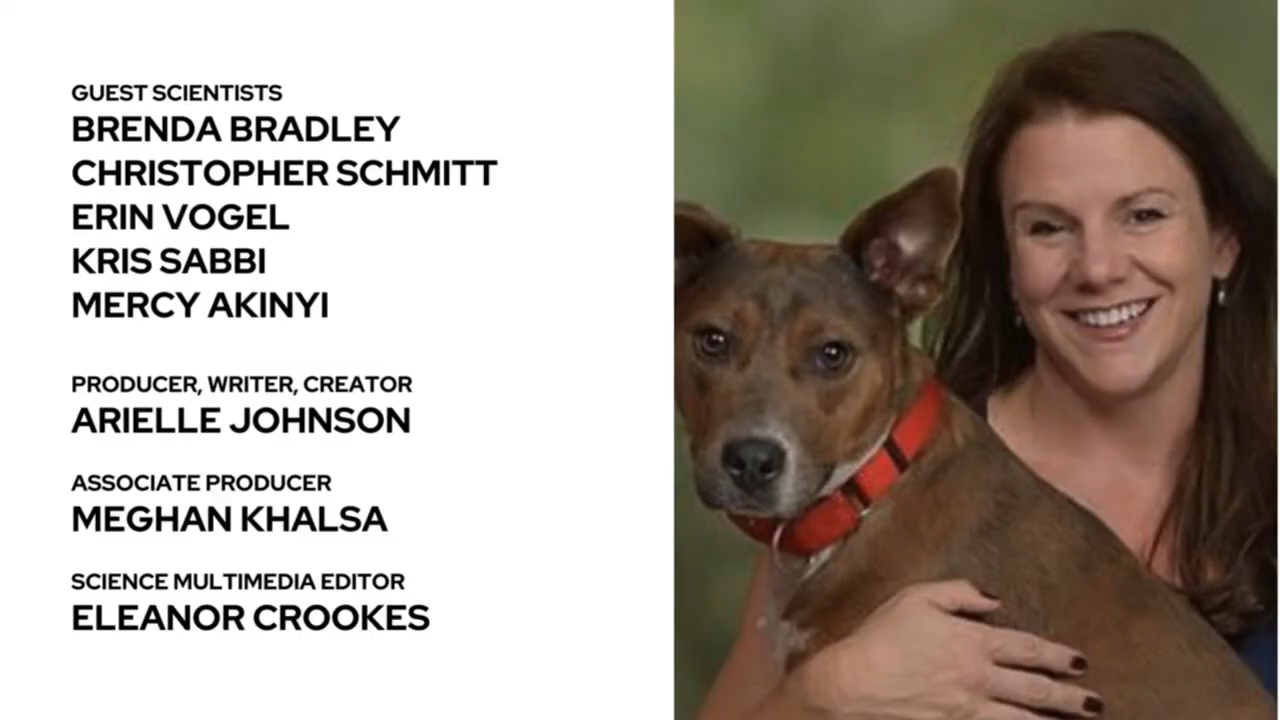 GUEST SCIENTISTS
BRENDA BRADLEY
CHRISTOPHER SCHMITT
ERIN VOGEL
KRIS SABBI
MERCY AKINYI
PRODUCER, WRITER, CREATOR
ARIELLE JOHNSON
ASSOCIATE PRODUCER
MEGHAN KHALSA
SCIENCE MULTIMEDIA EDITOR
ELEANOR CROOKES